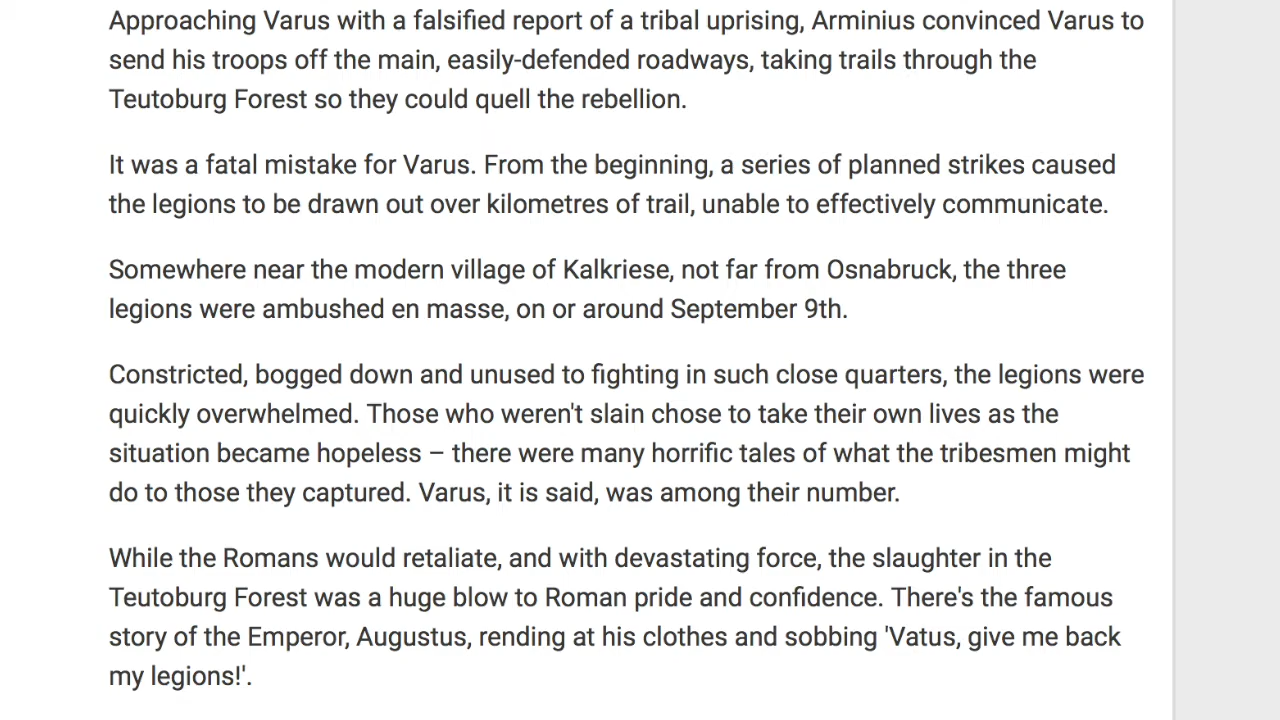 Approaching Varus with a falsified report of a tribal uprising, Arminius convinced Varus to
send his troops off the main, easily-defended roadways, taking trails through the
Teutoburg Forest so they could quell the rebellion.
It was a fatal mistake for Varus. From the beginning, a series of planned strikes caused
the legions to be drawn out over kilometres of trail, unable to effectively communicate.
Somewhere near the modern village of Kalkriese, not far from Osnabruck, the three
legions were ambushed en masse, on or around September 9th.
Constricted, bogged down and unused to fighting in such close quarters, the legions were
quickly overwhelmed. Those who weren't slain chose to take their own lives as the
situation became hopeless – there were many horrific tales of what the tribesmen might
do to those they captured. Varus, it is said, was among their number.
While the Romans would retaliate, and with devastating force, the slaughter in the
Teutoburg Forest was a huge blow to Roman pride and confidence. There's the famous
story of the Emperor, Augustus, rending at his clothes and sobbing 'Vatus, give me back
my legions!'.